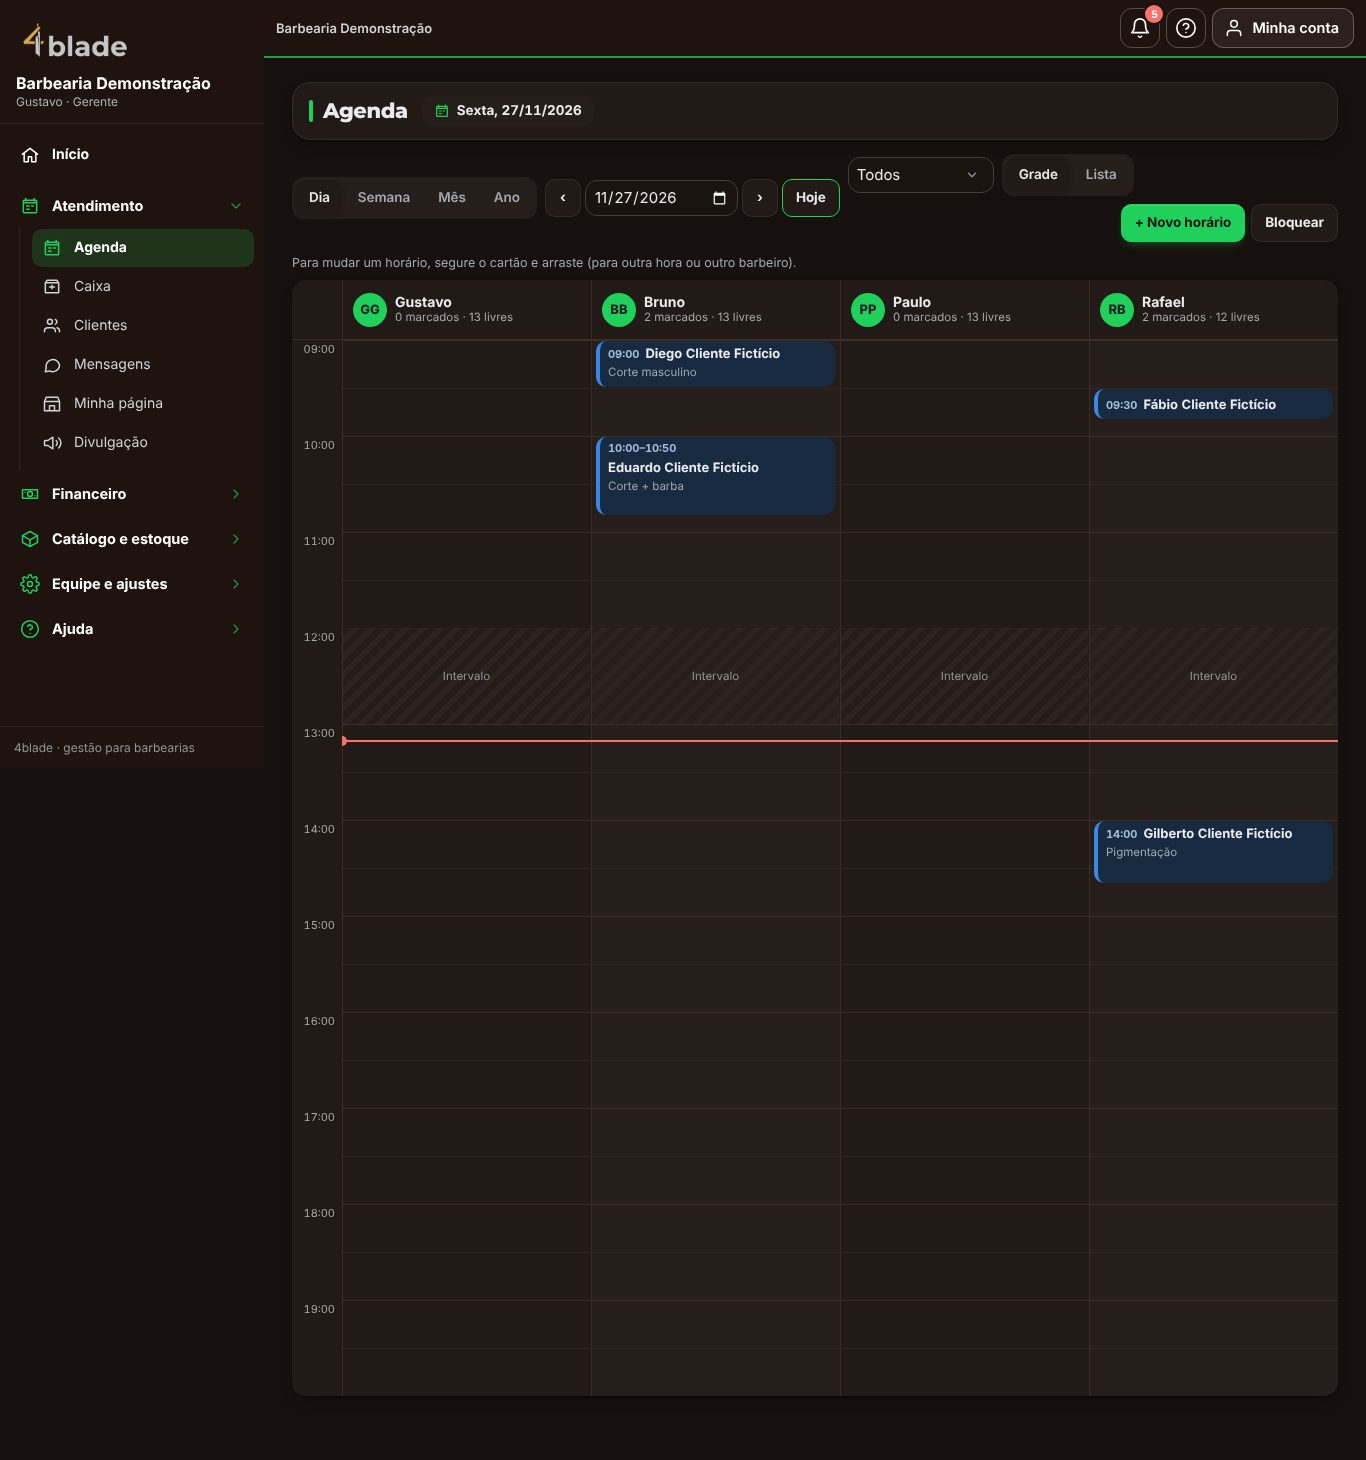 4blade
Barbearia Demonstração
Gustavo · Gerente
Início
Atendimento
Agenda
Caixa
Clientes
Mensagens
Minha página
Divulgação
Financeiro
Catálogo e estoque
Equipe e ajustes
Ajuda
4blade · gestão para barbearias
Barbearia Demonstração
5
Minha conta
Agenda
Sexta, 27/11/2026
Dia Semana Mês Ano
‹ 11/27/2026 › Hoje
Todos
Grade Lista
+ Novo horário Bloquear
Para mudar um horário, segure o cartão e arraste (para outra hora ou outro barbeiro).
GG Gustavo
0 marcados · 13 livres
BB Bruno
2 marcados · 13 livres
PP Paulo
0 marcados · 13 livres
RB Rafael
2 marcados · 12 livres
09:00
09:00 Diego Cliente Fictício
Corte masculino
09:30 Fábio Cliente Fictício
10:00
10:00–10:50
Eduardo Cliente Fictício
Corte + barba
11:00
12:00
Intervalo Intervalo Intervalo Intervalo
13:00
14:00
14:00 Gilberto Cliente Fictício
Pigmentação
15:00
16:00
17:00
18:00
19:00